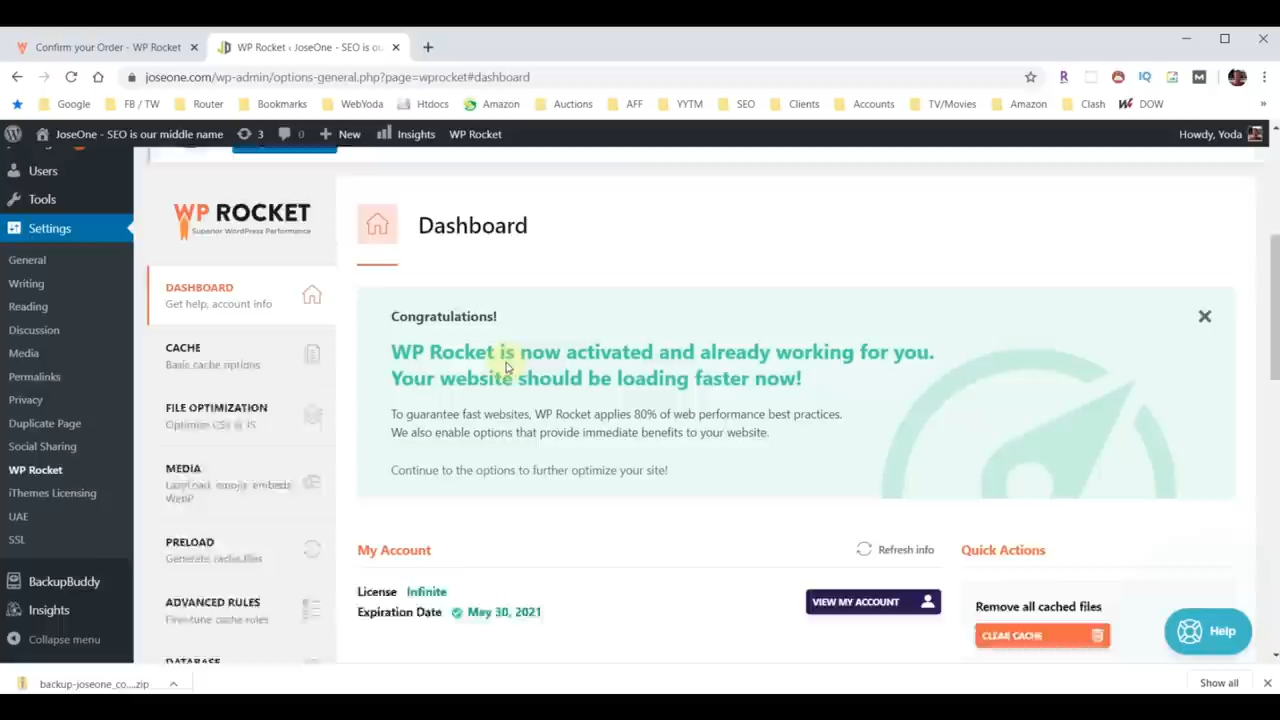 Confirm your Order - WP Rocket
WP Rocket ‹ JoseOne - SEO is ou
joseone.com/wp-admin/options-general.php?page=wprocket#dashboard
Google
FB / TW
Router
Bookmarks
WebYoda
Htdocs
Amazon
Auctions
AFF
YYTM
SEO
Clients
Accounts
TV/Movies
Amazon
Clash
DOW
JoseOne - SEO is our middle name
3
0
New
Insights
WP Rocket
Howdy, Yoda
Users
Tools
Settings
General
Writing
Reading
Discussion
Media
Permalinks
Privacy
Duplicate Page
Social Sharing
WP Rocket
iThemes Licensing
UAE
SSL
BackupBuddy
Insights
Collapse menu
WP ROCKET
Superior WordPress Performance
DASHBOARD
Get help, account info
CACHE
Basic cache options
FILE OPTIMIZATION
Optimize CSS & JS
MEDIA
LazyLoad, emojis, embeds,
WebP
PRELOAD
Generate cache files
ADVANCED RULES
Fine-tune cache rules
DATABASE
Dashboard
Congratulations!
WP Rocket is now activated and already working for you.
Your website should be loading faster now!
To guarantee fast websites, WP Rocket applies 80% of web performance best practices.
We also enable options that provide immediate benefits to your website.
Continue to the options to further optimize your site!
My Account
Refresh info
License Infinite
Expiration Date May 30, 2021
VIEW MY ACCOUNT
Quick Actions
Remove all cached files
CLEAR CACHE
Help
backup-joseone_co....zip
Show all